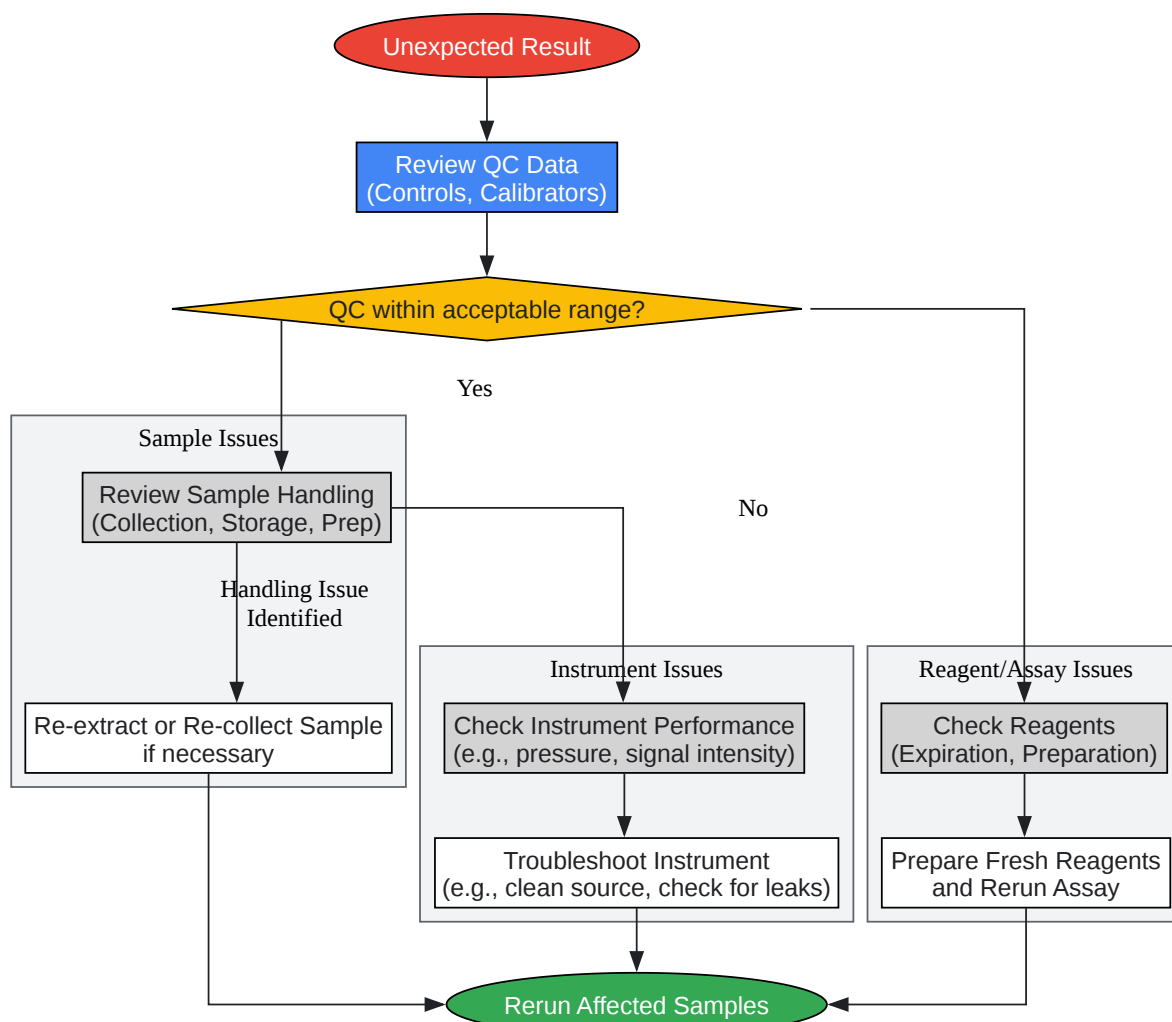 Unexpected Result
Review QC Data
(Controls, Calibrators)
QC within acceptable range?
Yes
No
Sample Issues
Review Sample Handling
(Collection, Storage, Prep)
Handling Issue
Identified
Re-extract or Re-collect Sample
if necessary
Instrument Issues
Check Instrument Performance
(e.g., pressure, signal intensity)
Troubleshoot Instrument
(e.g., clean source, check for leaks)
Reagent/Assay Issues
Check Reagents
(Expiration, Preparation)
Prepare Fresh Reagents
and Rerun Assay
Rerun Affected Samples